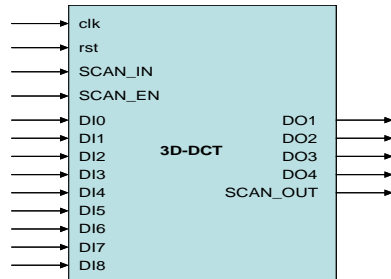 clk
rst
SCAN_IN
SCAN_EN
DI0
DO1
DI1
DO2
DI2
3D-DCT
DO3
DI3
DO4
DI4
SCAN_OUT
DI5
DI6
DI7
DI8